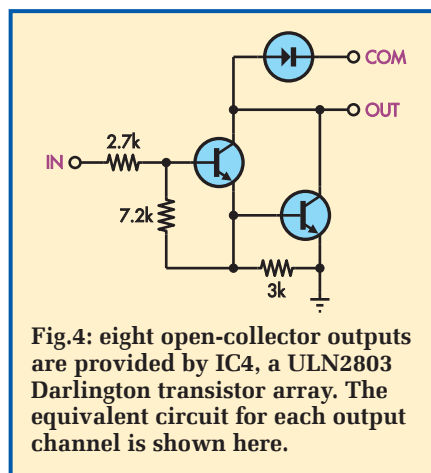 COM
OUT
2.7k
IN
7.2k
3k
Fig.4: eight open-collector outputs
are provided by IC4, a ULN2803
Darlington transistor array. The
equivalent circuit for each output
channel is shown here.